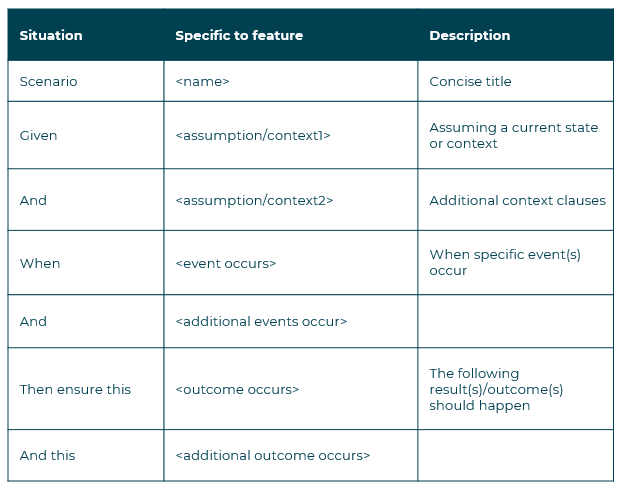 Situation Specific to feature Description
Scenario <name> Concise title
Given <assumption/context1> Assuming a current state
or context
And <assumption/context2> Additional context clauses
When <event occurs> When specific event(s)
occur
And <additional events occur>
Then ensure this <outcome occurs> The following
result(s)/outcome(s)
should happen
And this <additional outcome occurs>